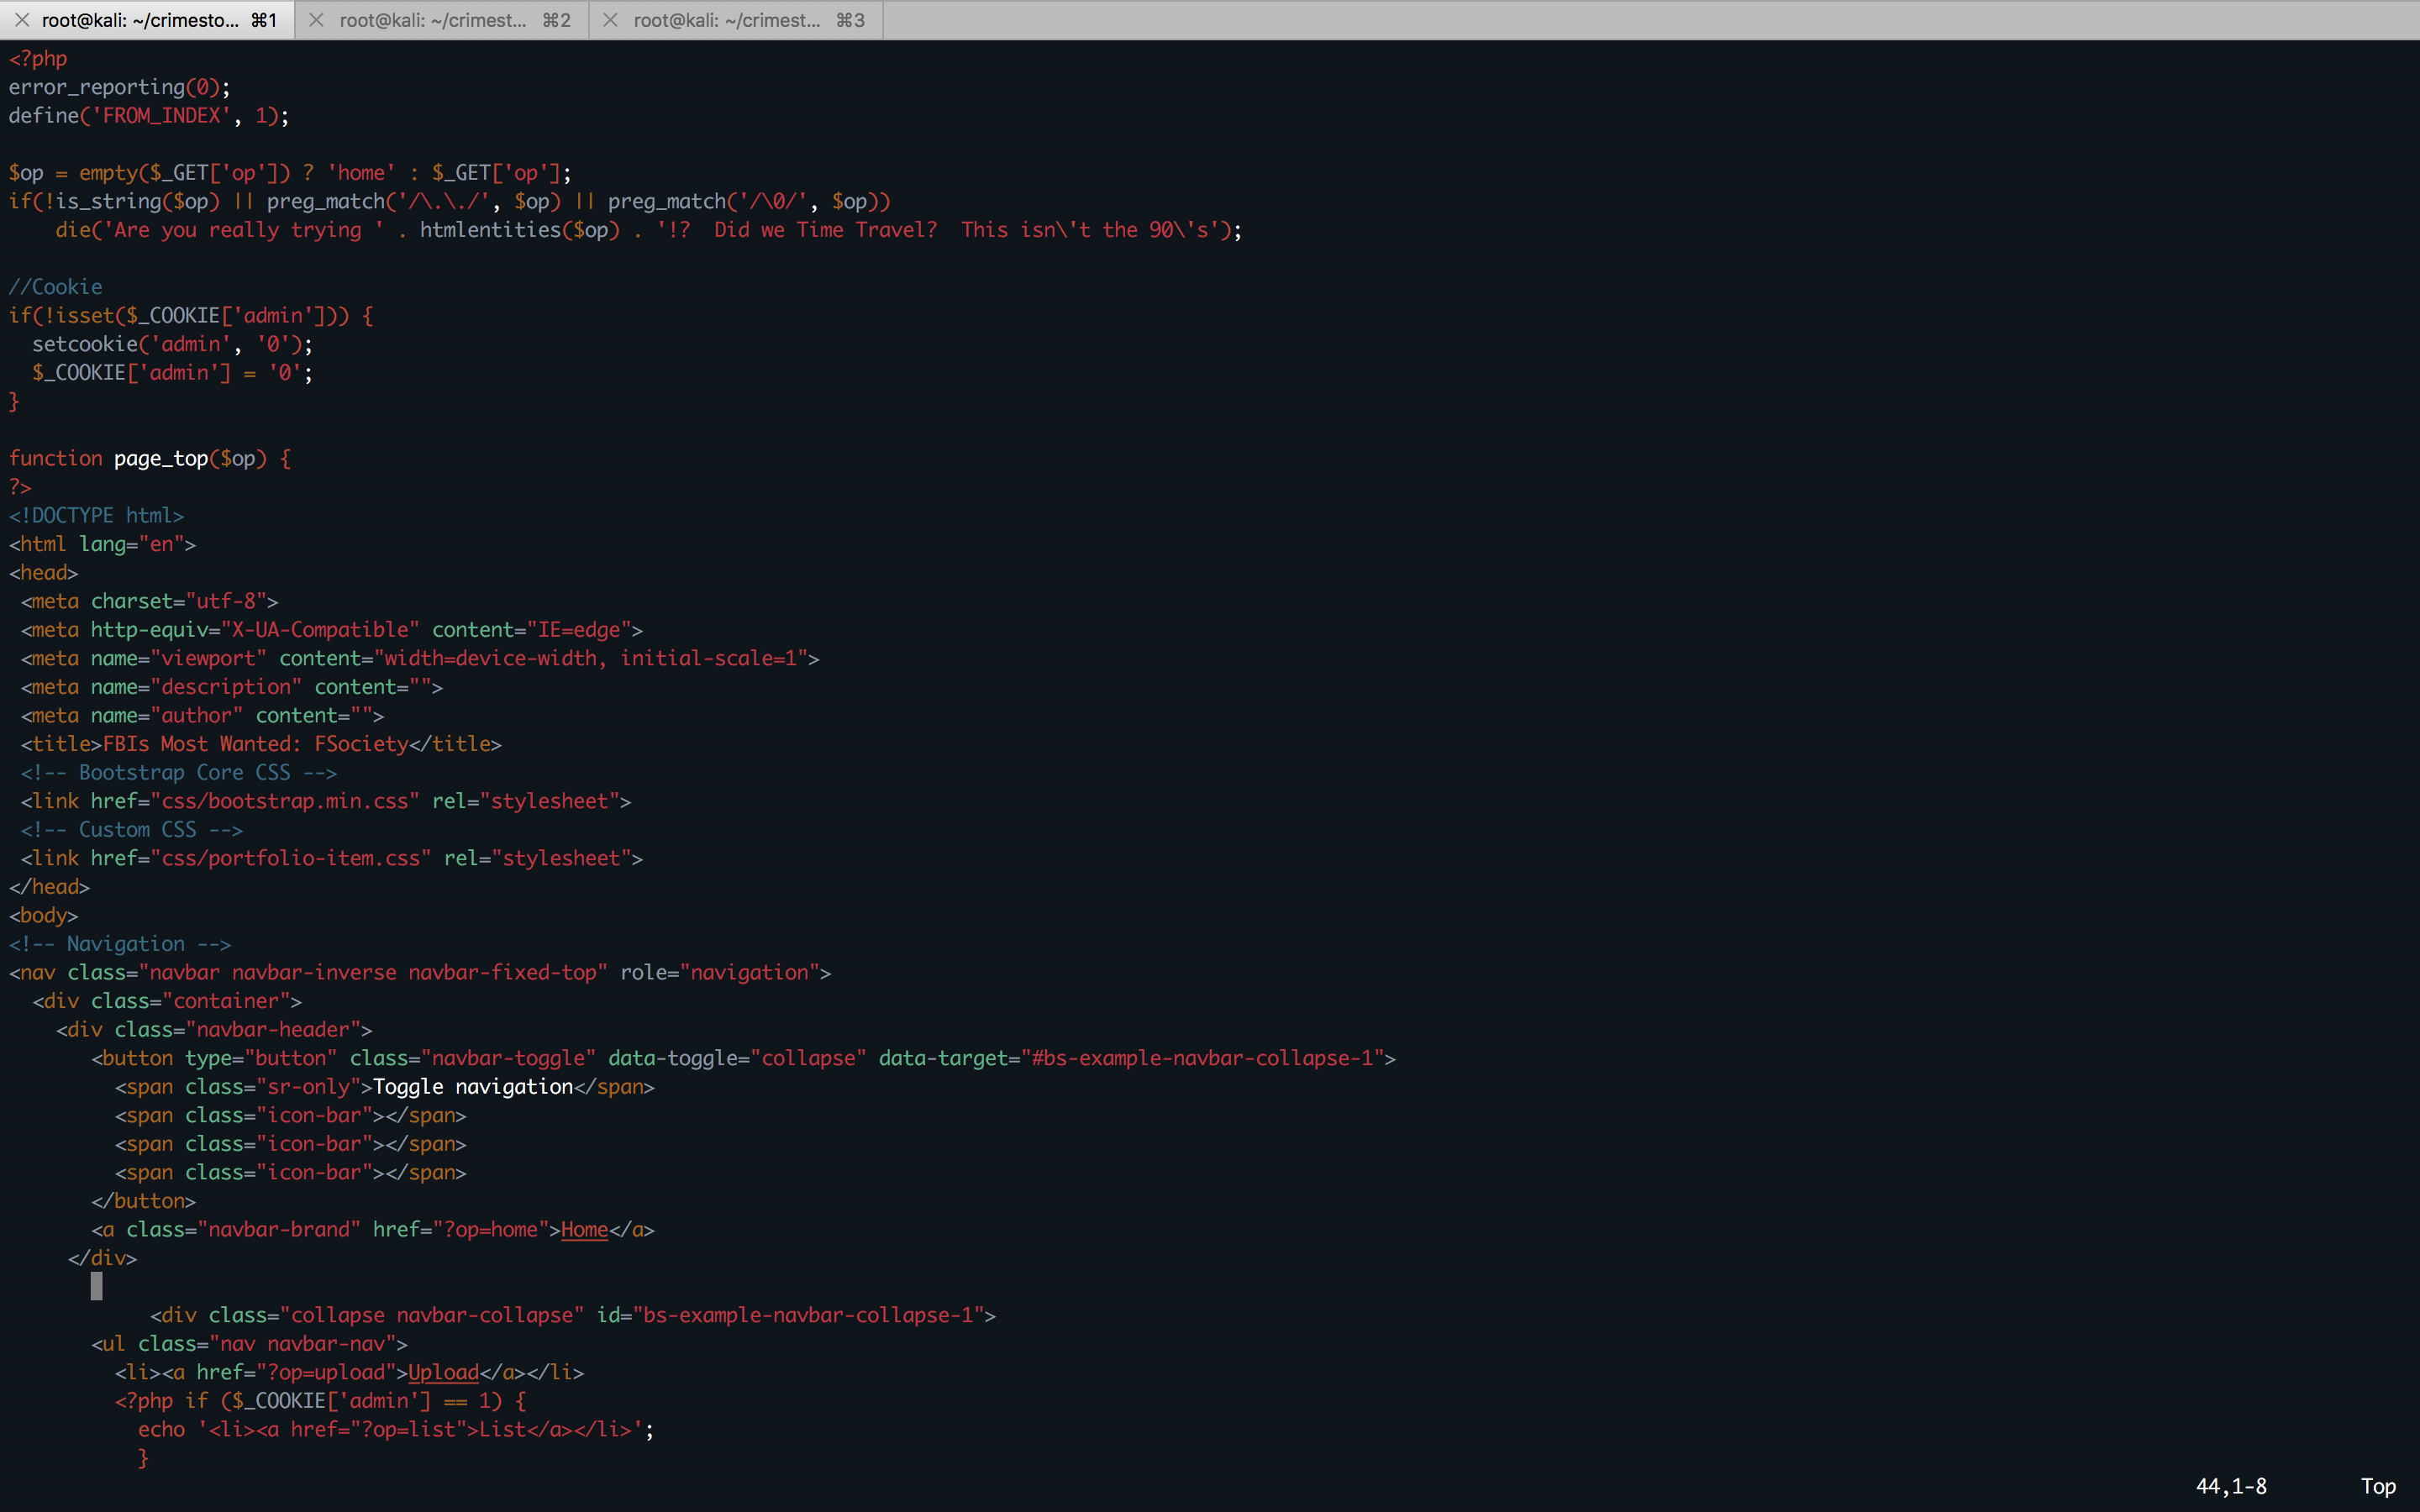 root@kali: ~/crimesto... ⌘1 root@kali: ~/crimest... ⌘2 root@kali: ~/crimest... ⌘3
<?php
error_reporting(0);
define('FROM_INDEX', 1);

$op = empty($_GET['op']) ? 'home' : $_GET['op'];
if(!is_string($op) || preg_match('/\.\./', $op) || preg_match('/\0/', $op))
    die('Are you really trying ' . htmlentities($op) . '!?  Did we Time Travel?  This isn\'t the 90\'s');

//Cookie
if(!isset($_COOKIE['admin'])) {
  setcookie('admin', '0');
  $_COOKIE['admin'] = '0';
}

function page_top($op) {
?>
<!DOCTYPE html>
<html lang="en">
<head>
 <meta charset="utf-8">
 <meta http-equiv="X-UA-Compatible" content="IE=edge">
 <meta name="viewport" content="width=device-width, initial-scale=1">
 <meta name="description" content="">
 <meta name="author" content="">
 <title>FBIs Most Wanted: FSociety</title>
 <!-- Bootstrap Core CSS -->
 <link href="css/bootstrap.min.css" rel="stylesheet">
 <!-- Custom CSS -->
 <link href="css/portfolio-item.css" rel="stylesheet">
</head>
<body>
<!-- Navigation -->
<nav class="navbar navbar-inverse navbar-fixed-top" role="navigation">
  <div class="container">
    <div class="navbar-header">
       <button type="button" class="navbar-toggle" data-toggle="collapse" data-target="#bs-example-navbar-collapse-1">
         <span class="sr-only">Toggle navigation</span>
         <span class="icon-bar"></span>
         <span class="icon-bar"></span>
         <span class="icon-bar"></span>
       </button>
       <a class="navbar-brand" href="?op=home">Home</a>
     </div>

            <div class="collapse navbar-collapse" id="bs-example-navbar-collapse-1">
       <ul class="nav navbar-nav">
         <li><a href="?op=upload">Upload</a></li>
         <?php if ($_COOKIE['admin'] == 1) {
           echo '<li><a href="?op=list">List</a></li>';
           }
44,1-8 Top